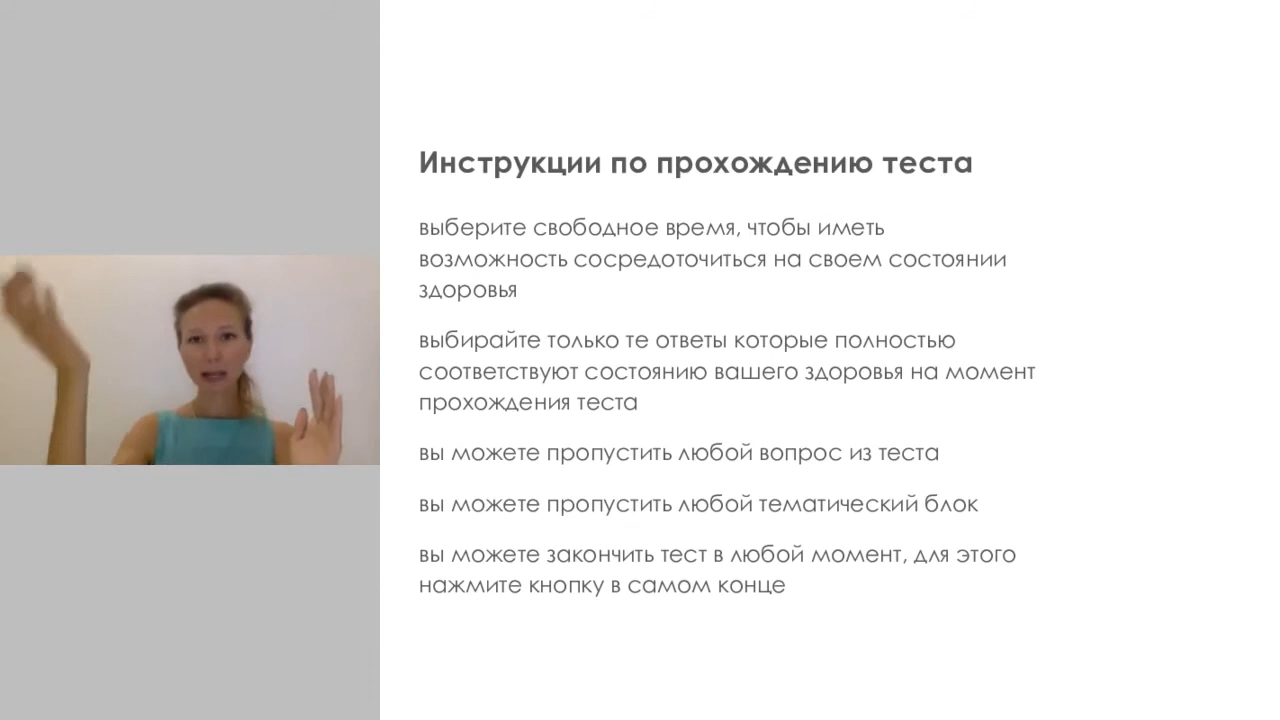 Инструкции по прохождению теста
выберите свободное время, чтобы иметь
возможность сосредоточиться на своем состоянии
здоровья
выбирайте только те ответы которые полностью
соответствуют состоянию вашего здоровья на момент
прохождения теста
вы можете пропустить любой вопрос из теста
вы можете пропустить любой тематический блок
вы можете закончить тест в любой момент, для этого
нажмите кнопку в самом конце